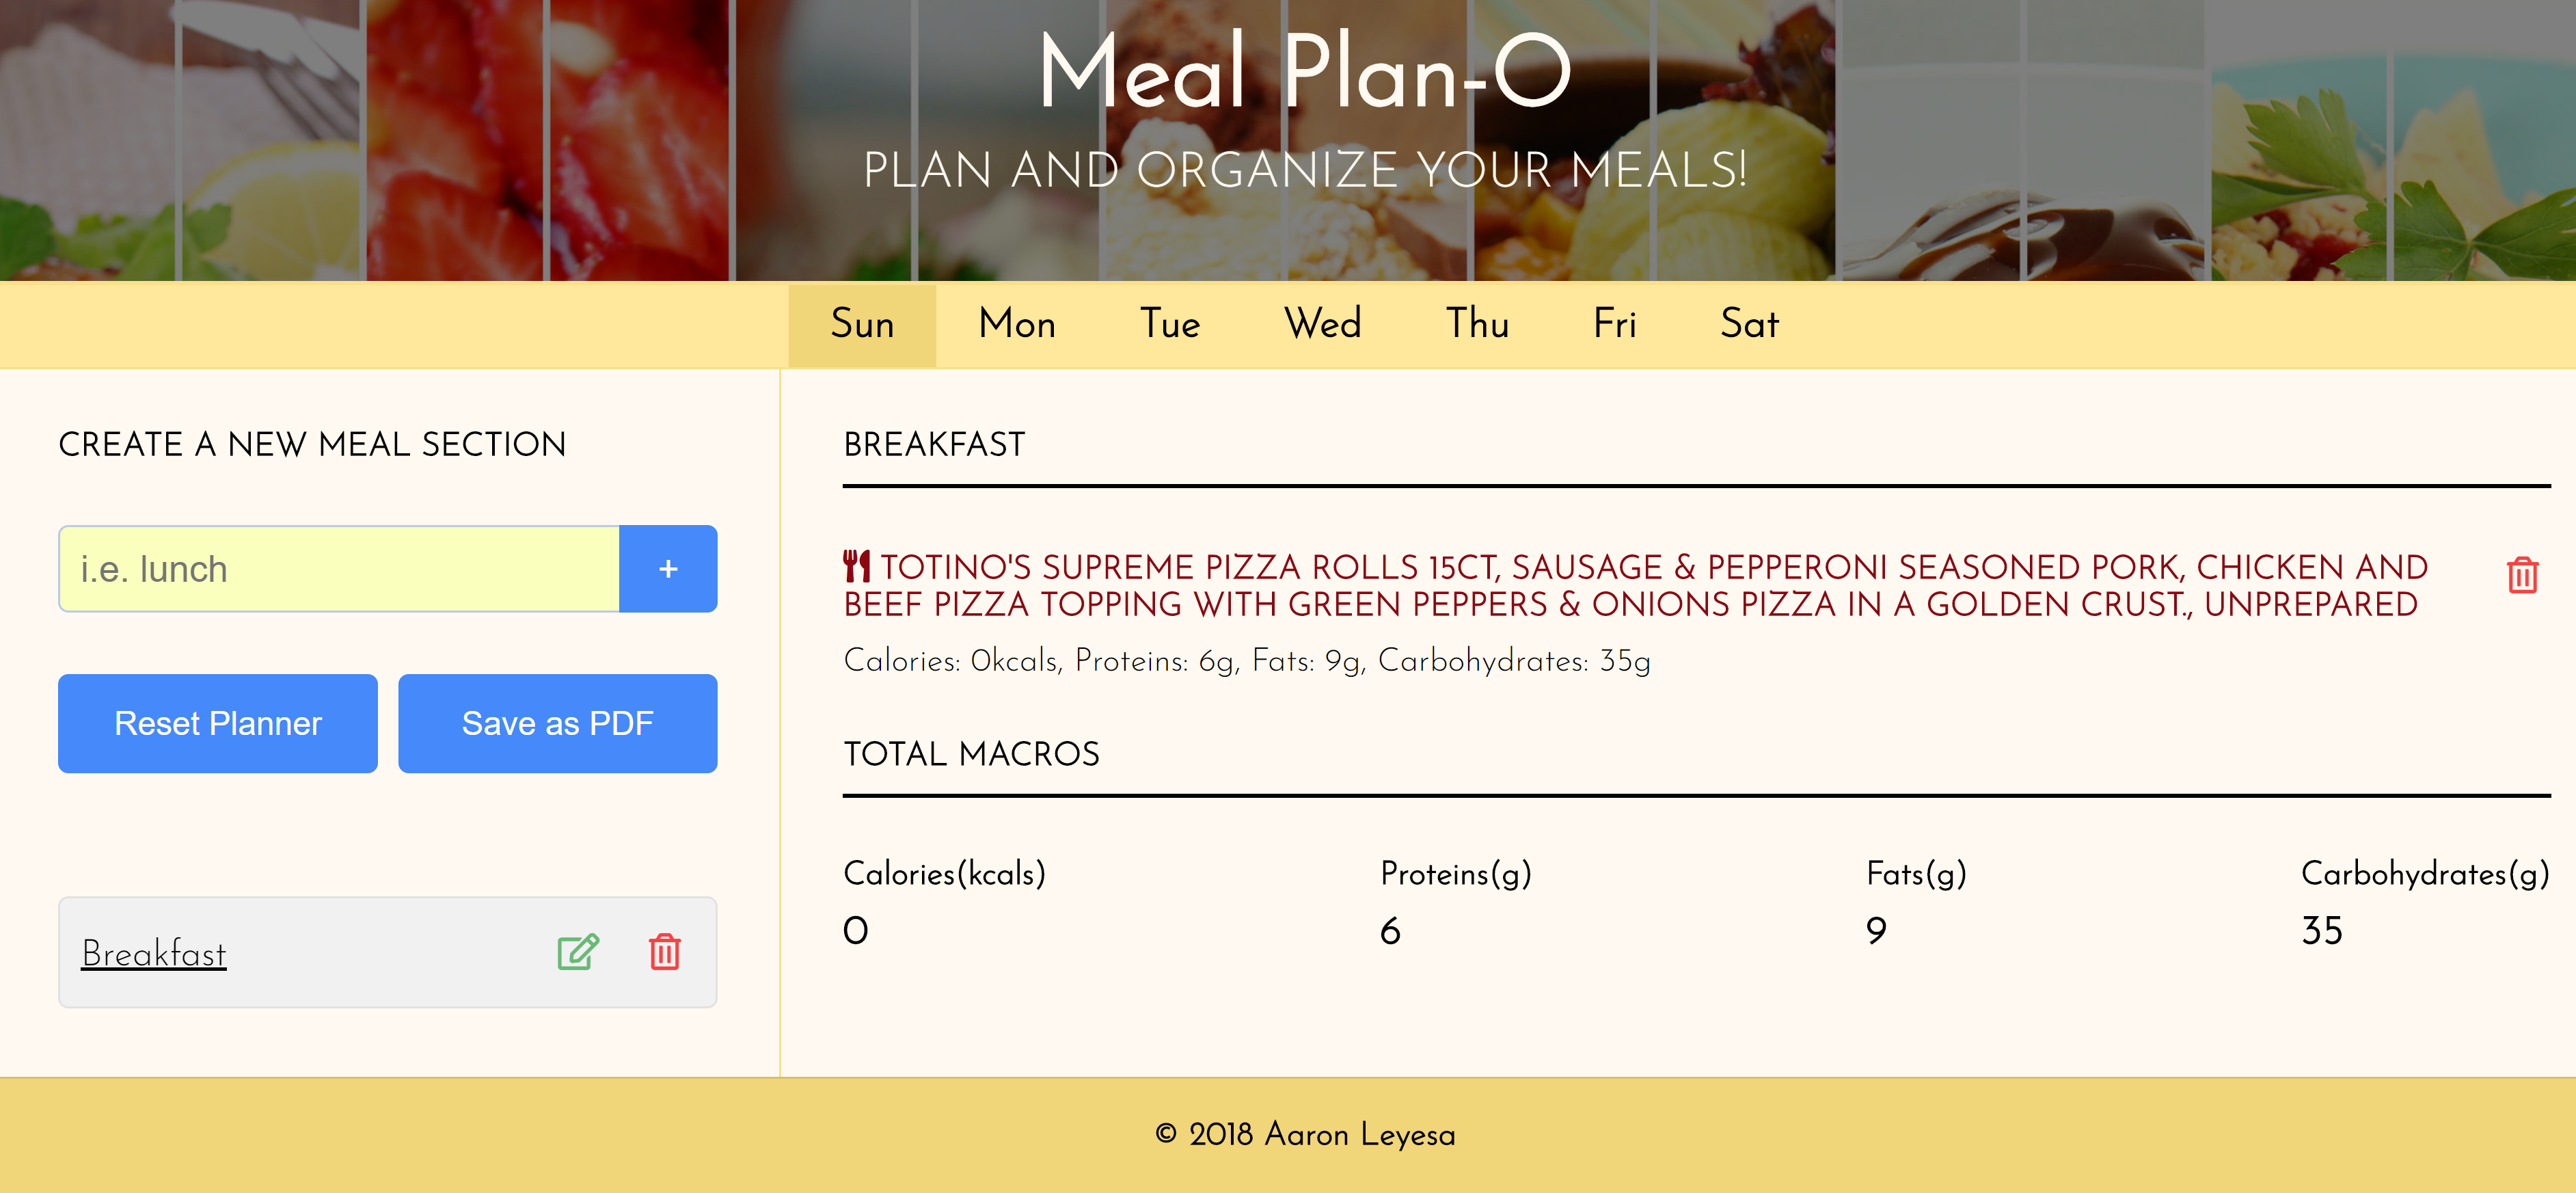 Meal Plan-O
PLAN AND ORGANIZE YOUR MEALS!
Sun Mon Tue Wed Thu Fri Sat
CREATE A NEW MEAL SECTION
i.e. lunch +
Reset Planner Save as PDF
Breakfast
BREAKFAST
TOTINO'S SUPREME PIZZA ROLLS 15CT, SAUSAGE & PEPPERONI SEASONED PORK, CHICKEN AND
BEEF PIZZA TOPPING WITH GREEN PEPPERS & ONIONS PIZZA IN A GOLDEN CRUST., UNPREPARED
Calories: 0kcals, Proteins: 6g, Fats: 9g, Carbohydrates: 35g
TOTAL MACROS
Calories(kcals) Proteins(g) Fats(g) Carbohydrates(g)
0 6 9 35
© 2018 Aaron Leyesa